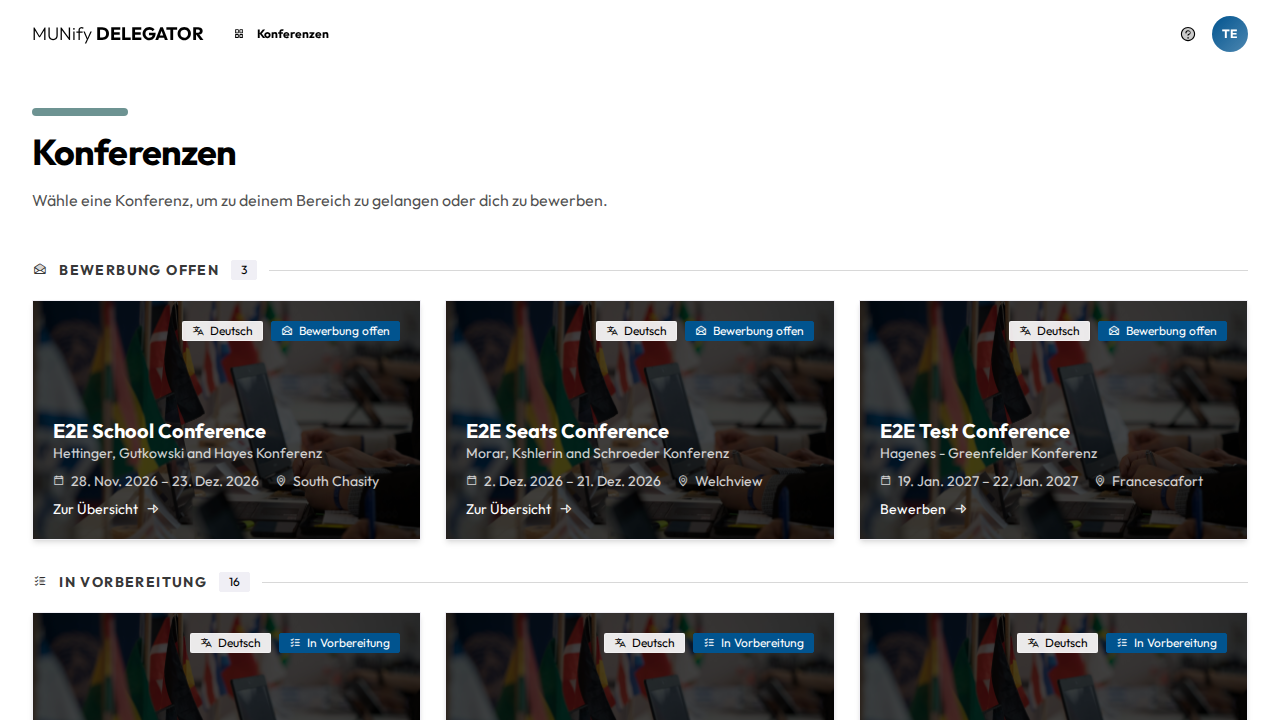 MUNify DELEGATOR
Konferenzen
TE
Konferenzen
Wähle eine Konferenz, um zu deinem Bereich zu gelangen oder dich zu bewerben.
BEWERBUNG OFFEN 3
Deutsch Bewerbung offen
E2E School Conference
Hettinger, Gutkowski and Hayes Konferenz
28. Nov. 2026 – 23. Dez. 2026 South Chasity
Zur Übersicht
Deutsch Bewerbung offen
E2E Seats Conference
Morar, Kshlerin and Schroeder Konferenz
2. Dez. 2026 – 21. Dez. 2026 Welchview
Zur Übersicht
Deutsch Bewerbung offen
E2E Test Conference
Hagenes - Greenfelder Konferenz
19. Jan. 2027 – 22. Jan. 2027 Francescafort
Bewerben
IN VORBEREITUNG 16
Deutsch In Vorbereitung
Deutsch In Vorbereitung
Deutsch In Vorbereitung